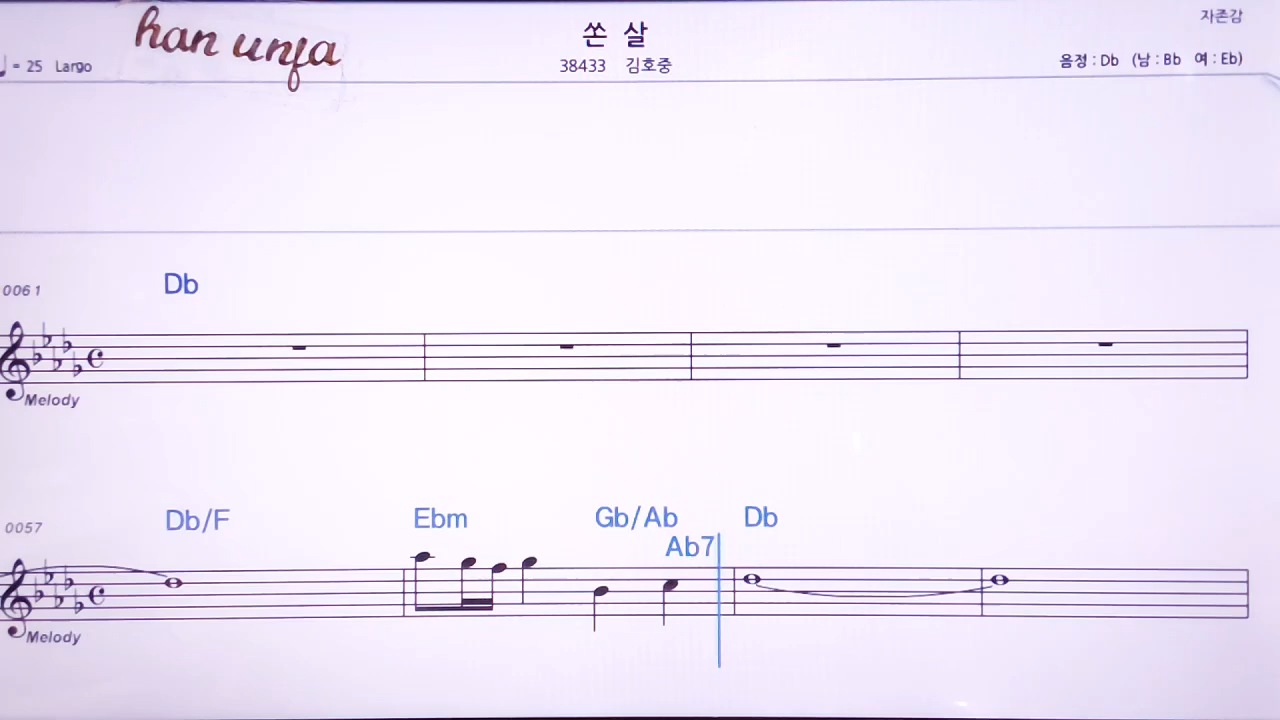 자존감
han unja
쏜 살
♩ = 25 Largo
38433 김호중
음정 : Db (남 : Bb 여 : Eb)
Db
0061
Melody
Db/F Ebm Gb/Ab Db
0057
Ab7
Melody